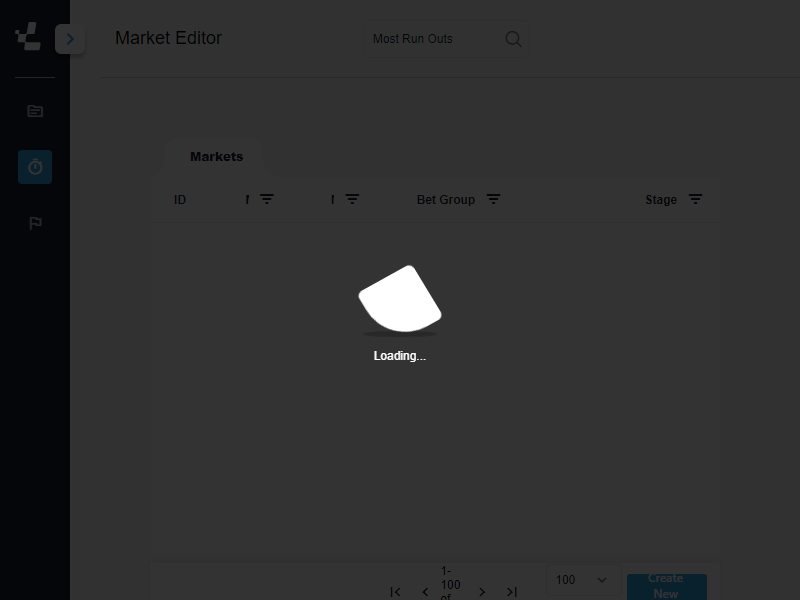 Market Editor
Most Run Outs
Markets
ID
Bet Group
Stage
Loading...
1-
100
of
100
Create
New